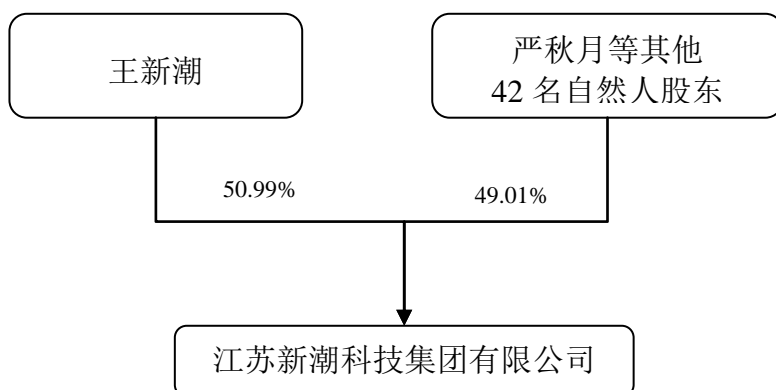 王新潮
严秋月等其他
42 名自然人股东
50.99%
49.01%
江苏新潮科技集团有限公司